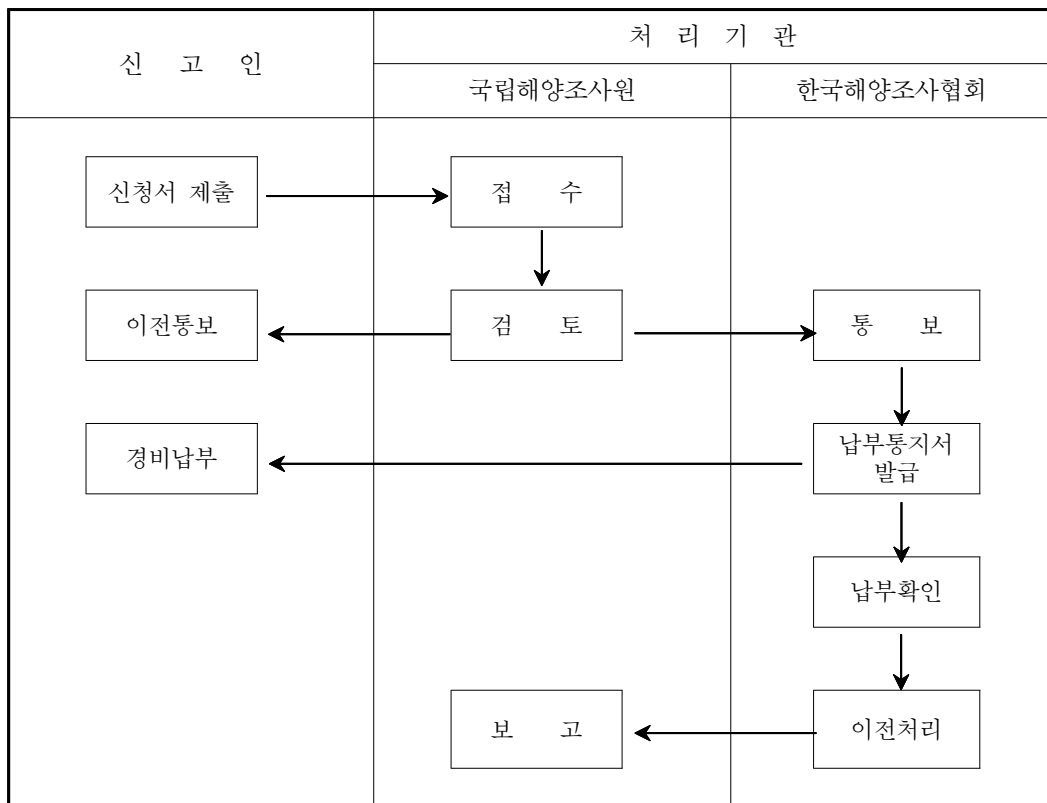 신 고 인
처 리 기 관
국립해양조사원
한국해양조사협회
신청서 제출
접 수
이전통보
검 토
통 보
경비납부
납부통지서
발급
납부확인
보 고
이전처리